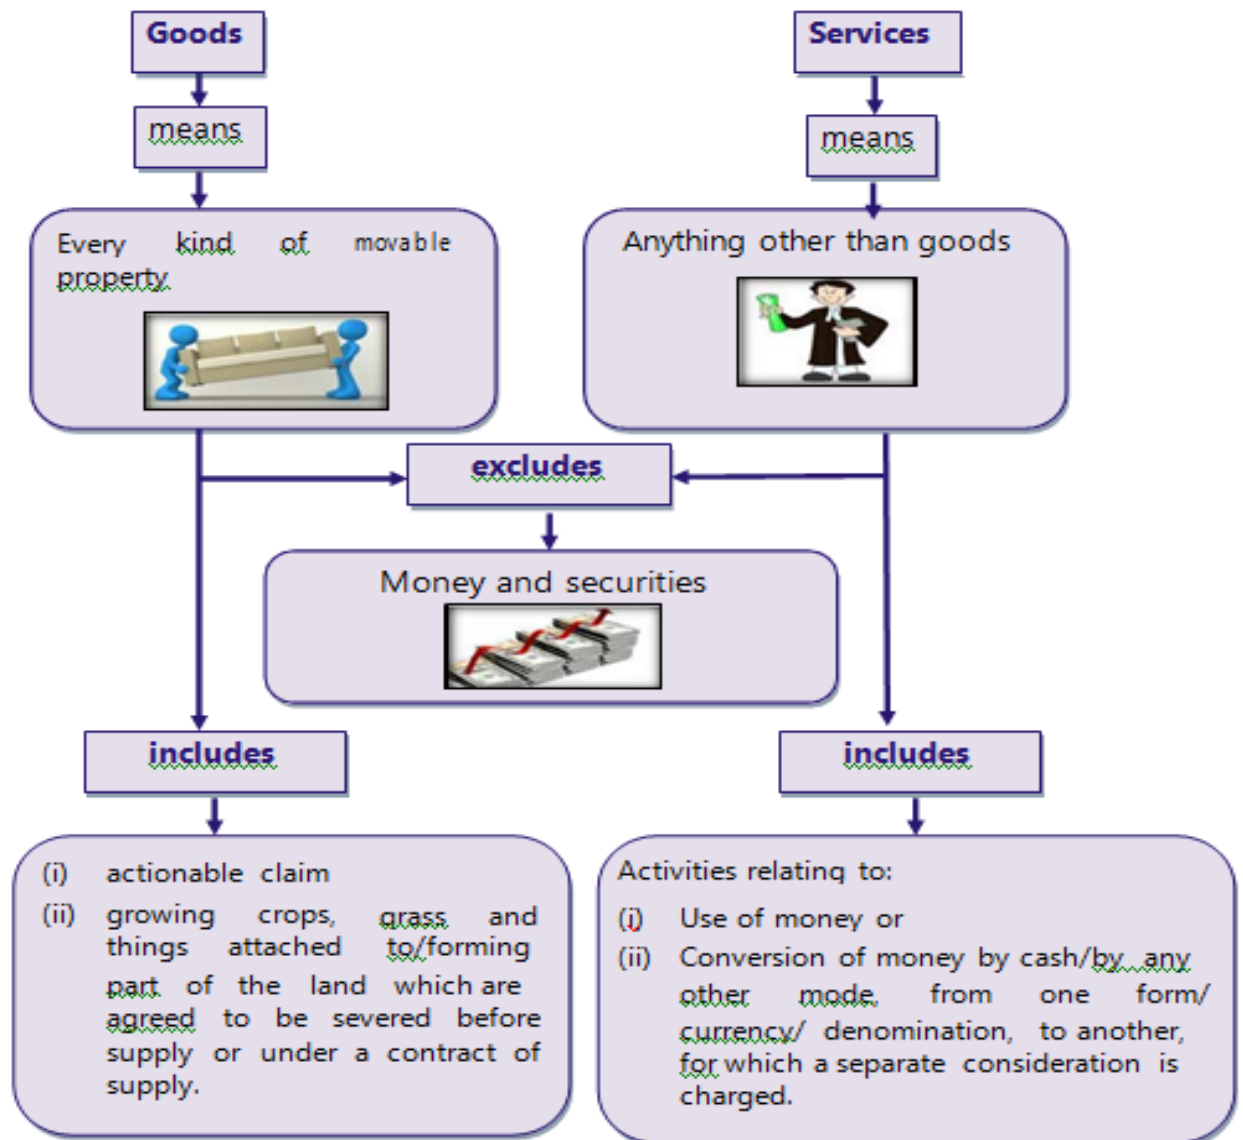 Goods
means
Every kind of movable
property
Services
means
Anything other than goods
excludes
Money and securities
includes
(i) actionable claim
(ii) growing crops, grass and
things attached to/forming
part of the land which are
agreed to be severed before
supply or under a contract of
supply.
includes
Activities relating to:
(i) Use of money or
(ii) Conversion of money by cash/by any
other mode, from one form/
currency/ denomination, to another,
for which a separate consideration is
charged.